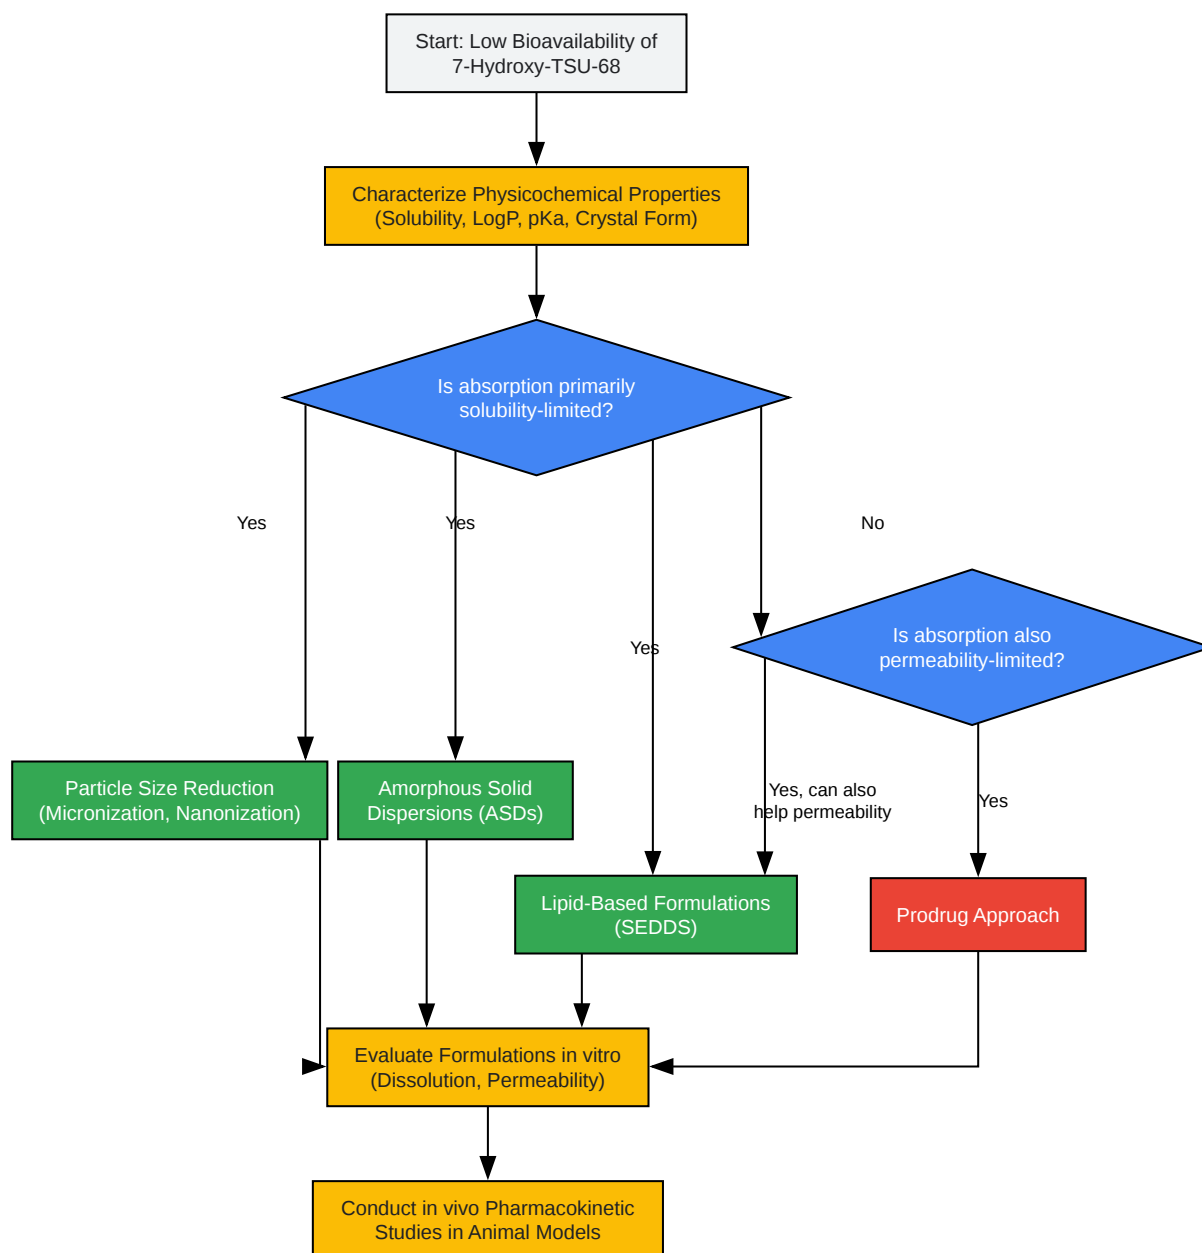 Start: Low Bioavailability of
7-Hydroxy-TSU-68
Characterize Physicochemical Properties
(Solubility, LogP, pKa, Crystal Form)
Is absorption primarily
solubility-limited?
Yes
Yes
No
Yes
Is absorption also
permeability-limited?
Particle Size Reduction
(Micronization, Nanonization)
Amorphous Solid
Dispersions (ASDs)
Yes, can also
help permeability
Yes
Lipid-Based Formulations
(SEDDS)
Prodrug Approach
Evaluate Formulations in vitro
(Dissolution, Permeability)
Conduct in vivo Pharmacokinetic
Studies in Animal Models